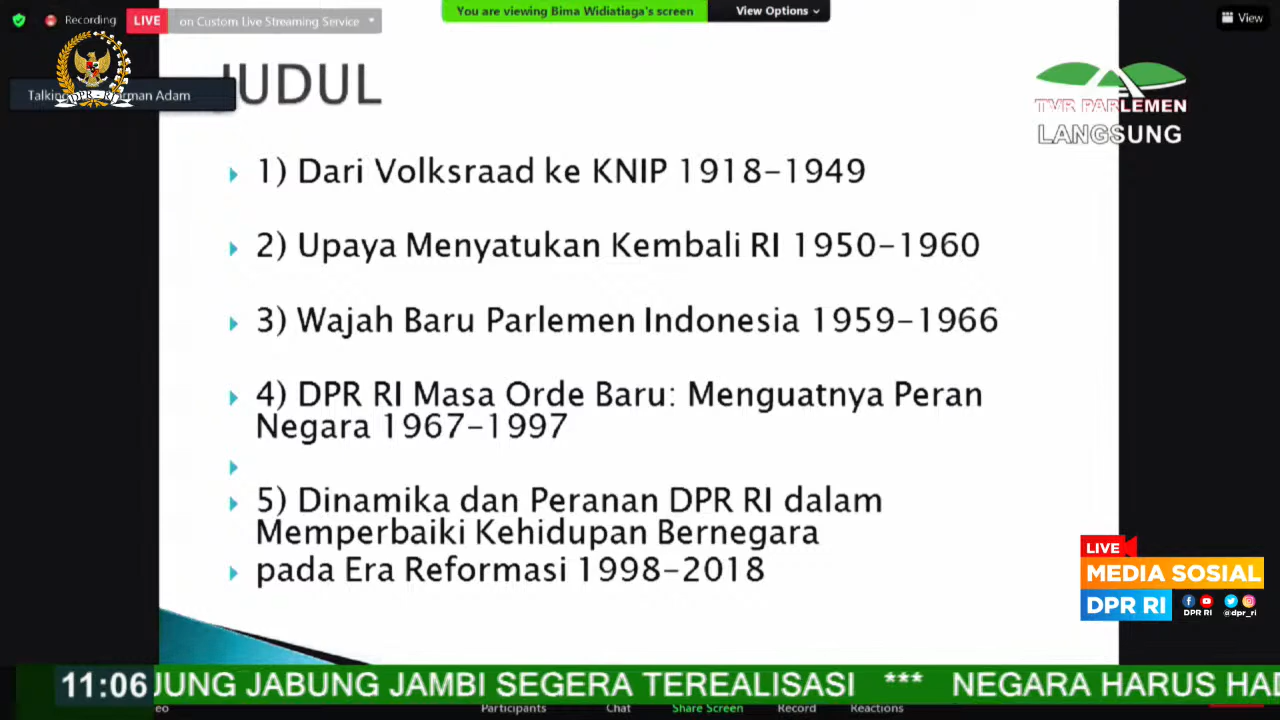 Recording
LIVE
on Custom Live Streaming Service
You are viewing Bima Widiatiaga's screen
View Options
View
DPR - RI
Adam
JUDUL
TVR PARLEMEN
LANGSUNG
1) Dari Volksraad ke KNIP 1918-1949
2) Upaya Menyatukan Kembali RI 1950-1960
3) Wajah Baru Parlemen Indonesia 1959-1966
4) DPR RI Masa Orde Baru: Menguatnya Peran
Negara 1967-1997
5) Dinamika dan Peranan DPR RI dalam
Memperbaiki Kehidupan Bernegara
pada Era Reformasi 1998-2018
LIVE
MEDIA SOSIAL
DPR RI
DPR RI
@dpr_ri
11:06
JUNG JABUNG JAMBI SEGERA TEREALISASI *** NEGARA HARUS HAD
Participants
Chat
Share Screen
Record
Reactions